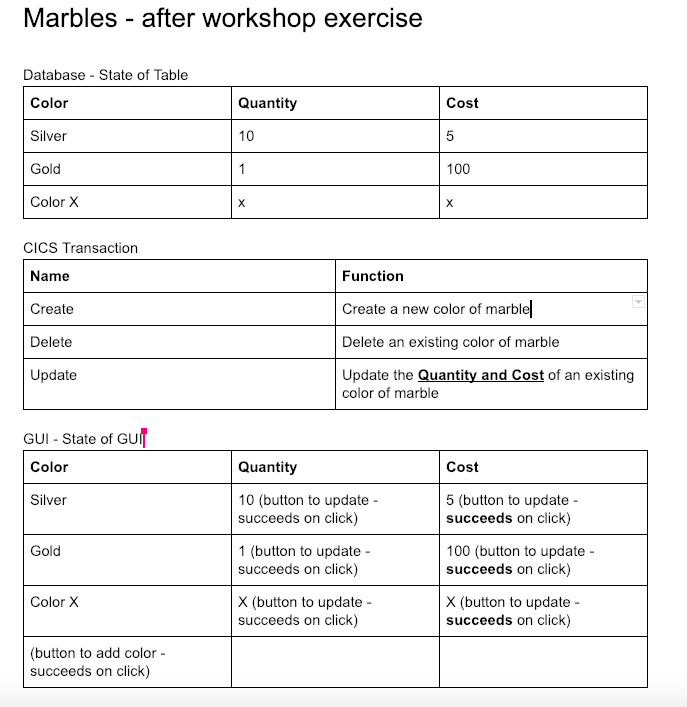 Marbles - after workshop exercise
Database - State of Table
Color Quantity Cost
Silver 10 5
Gold 1 100
Color X x x
CICS Transaction
Name Function
Create Create a new color of marble
Delete Delete an existing color of marble
Update Update the Quantity and Cost of an existing
color of marble
GUI - State of GUI
Color Quantity Cost
Silver 10 (button to update - 5 (button to update -
succeeds on click) succeeds on click)
Gold 1 (button to update - 100 (button to update -
succeeds on click) succeeds on click)
Color X X (button to update - X (button to update -
succeeds on click) succeeds on click)
(button to add color -
succeeds on click)